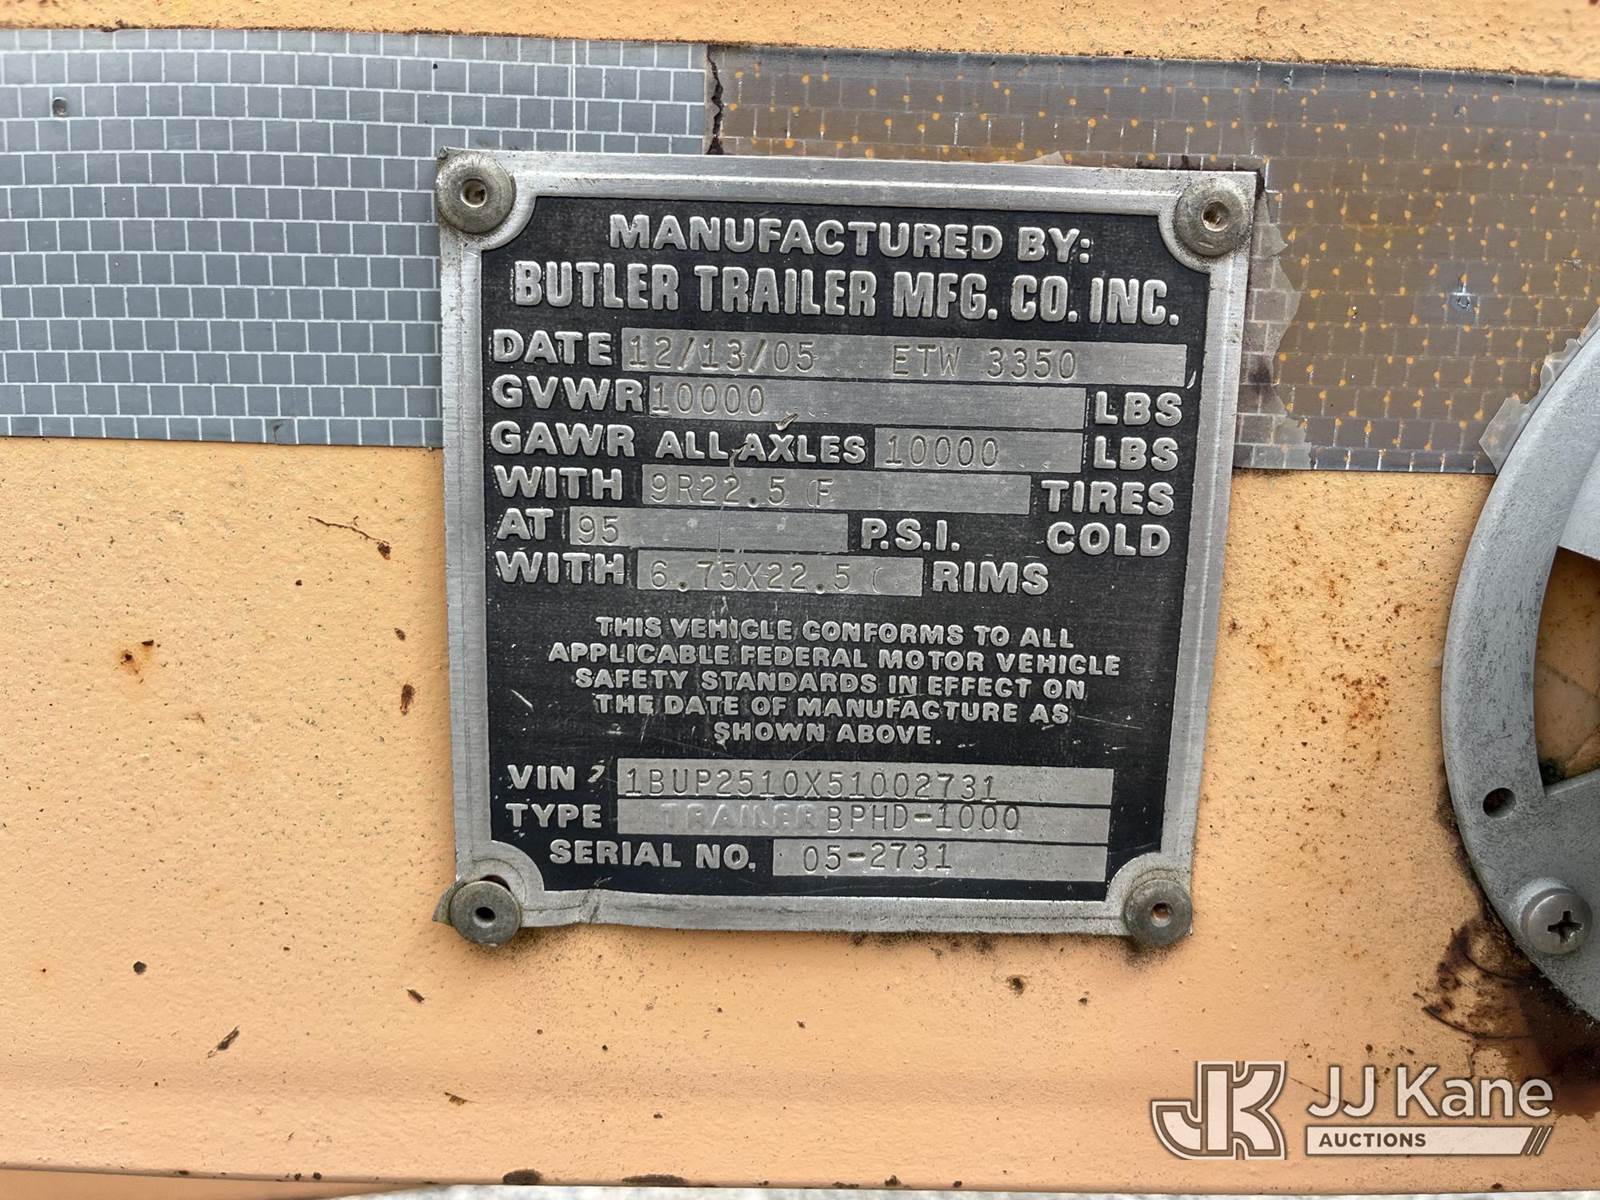 MANUFACTURED BY:
BUTLER TRAILER MFG. CO. INC.
DATE 12/13/05 ETW 3350
GVWR 10000 LBS
GAWR ALL AXLES 10000 LBS
WITH 9R22.5(F TIRES
AT 95 P.S.I. COLD
WITH 6.75X22.5( RIMS
THIS VEHICLE CONFORMS TO ALL
APPLICABLE FEDERAL MOTOR VEHICLE
SAFETY STANDARDS IN EFFECT ON
THE DATE OF MANUFACTURE AS
SHOWN ABOVE.
VIN 1BUP2510X51002731
TYPE TRAILER BPHD-1000
SERIAL NO. 05-2731
JK JJ Kane
AUCTIONS